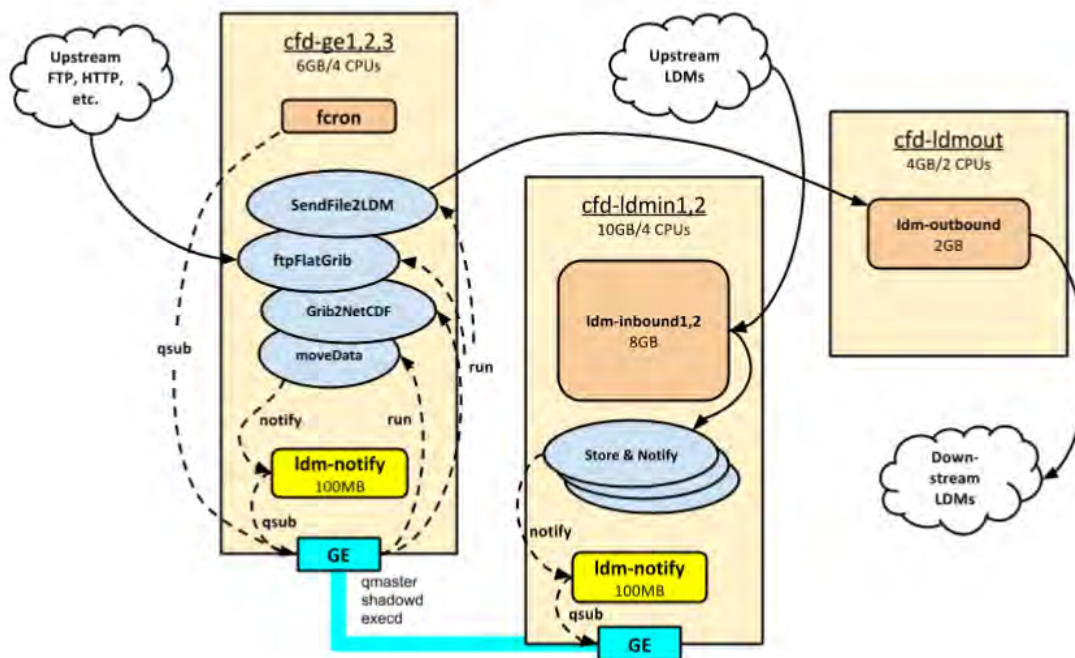 Upstream
FTP, HTTP,
etc.
cfd-ge1,2,3
6GB/4 CPUs
fcron
SendFile2LDM
ftpFlatGrib
Grib2NetCDF
moveData
qsub
run
run
notify
ldm-notify
100MB
qsub
GE
qmaster
shadowd
execd
Upstream
LDMs
cfd-ldmin1,2
10GB/4 CPUs
ldm-inbound1,2
8GB
Store & Notify
notify
ldm-notify
100MB
qsub
GE
cfd-ldmout
4GB/2 CPUs
ldm-outbound
2GB
Down-
stream
LDMs